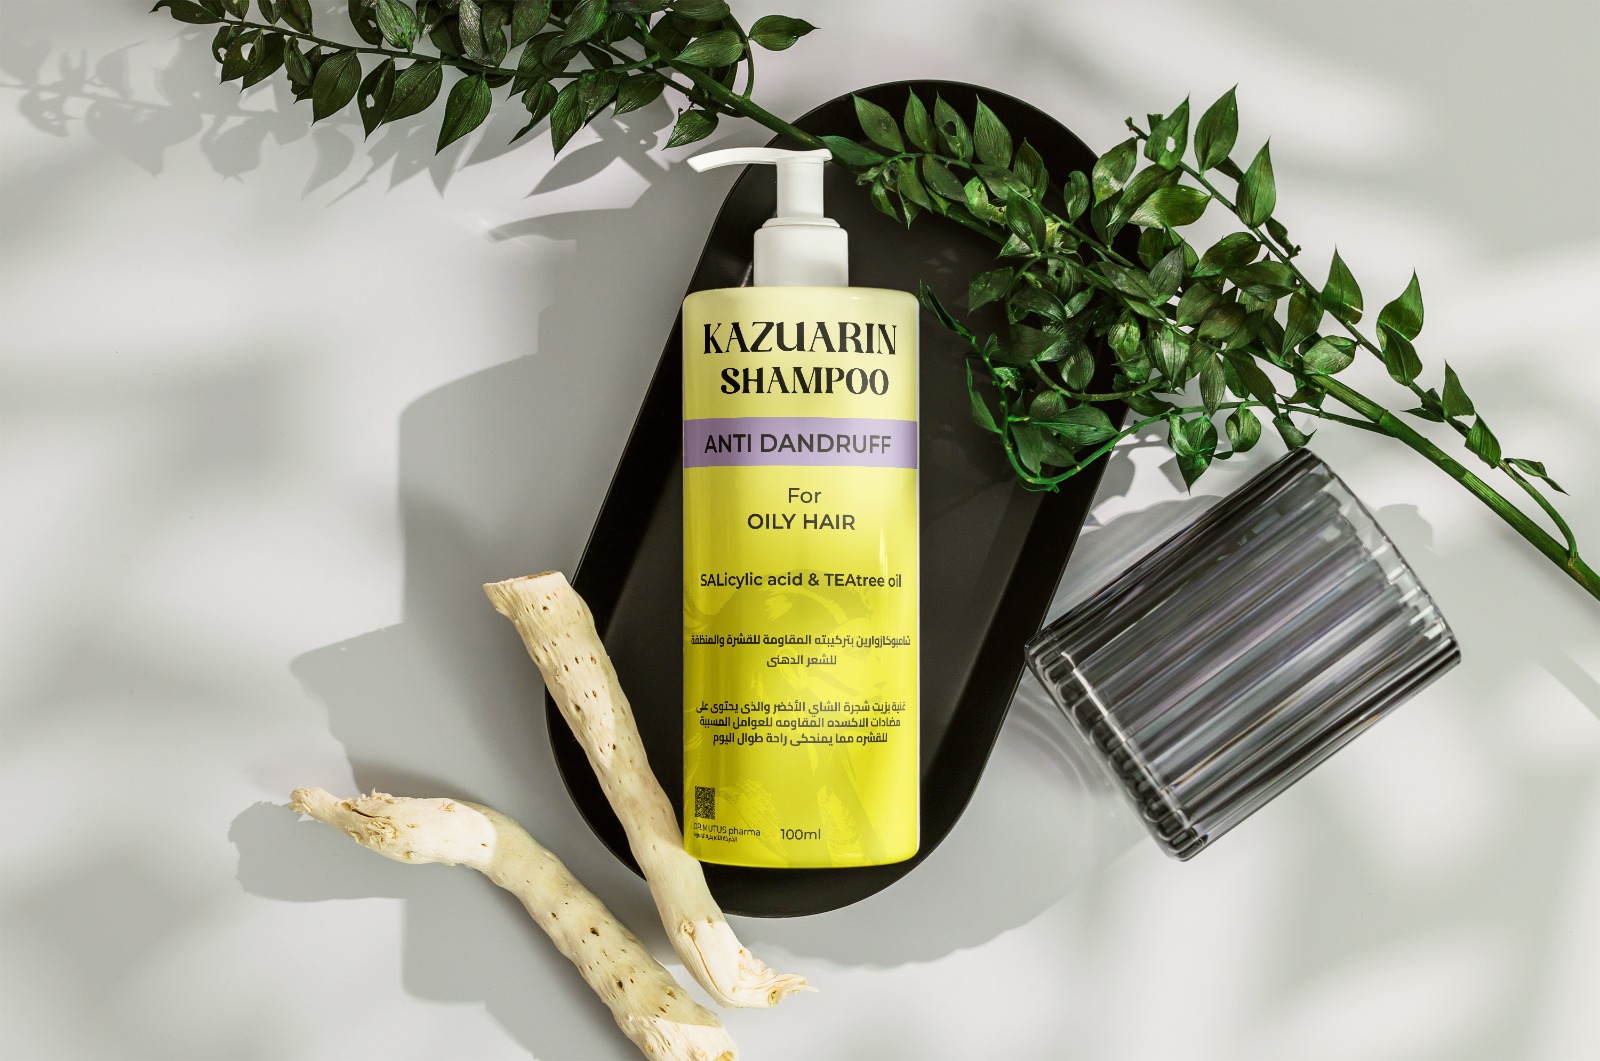 KAZUARIN
SHAMPOO
ANTI DANDRUFF
For
OILY HAIR
SALicylic acid & TEAtree oil
شامبوكازوارين بتركيبته المقاومة للقشرة والمنظفة
للشعر الدهنى
غنية بزيت شجرة الشاي الأخضر والذى يحتوى على
مضادات الاكسده المقاومه للعوامل المسببة
للقشره مما يمنحكى راحة طوال اليوم
DR.MUTUS pharma
100ml